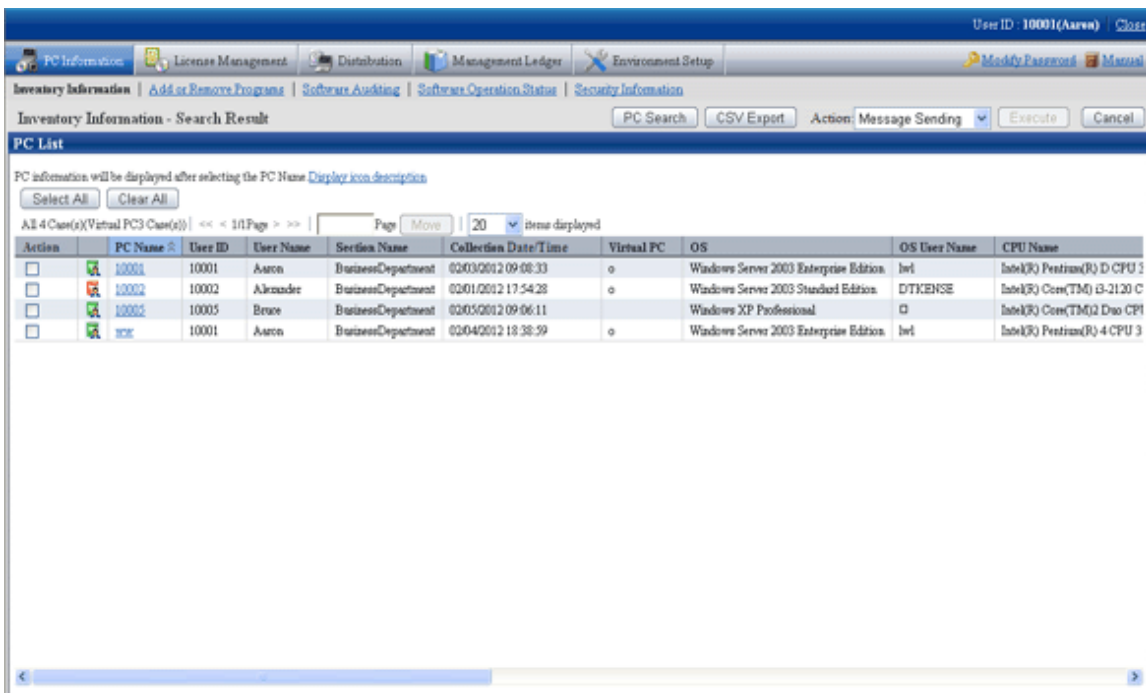 User ID : 10001(Aaron) Close
PC Information License Management Distribution Management Ledger Environment Setup Modify Password Manual
Inventory Information | Add or Remove Programs | Software Auditing | Software Operation Status | Security Information
Inventory Information - Search Result PC Search CSV Export Action: Message Sending Execute Cancel
PC List
PC information will be displayed after selecting the PC Name Display icon description
Select All Clear All
All 4 Case(s)(Virtual PC3 Case(s)) | << < 1/1Page > >> | Page Move | 20 items displayed
Action PC Name User ID User Name Section Name Collection Date/Time Virtual PC OS OS User Name CPU Name
10001 10001 Aaron BusinessDepartment 02/03/2012 09:08:33 o Windows Server 2003 Enterprise Edition lwl Intel(R) Pentium(R) D CPU 3
10002 10002 Alexander BusinessDepartment 02/01/2012 17:54:28 o Windows Server 2003 Standard Edition DTKENSE Intel(R) Core(TM) i3-2120 C
10005 10005 Bruce BusinessDepartment 02/05/2012 09:06:11 Windows XP Professional Intel(R) Core(TM)2 Duo CPU
10001 Aaron BusinessDepartment 02/04/2012 18:38:59 o Windows Server 2003 Enterprise Edition lwl Intel(R) Pentium(R) 4 CPU 3